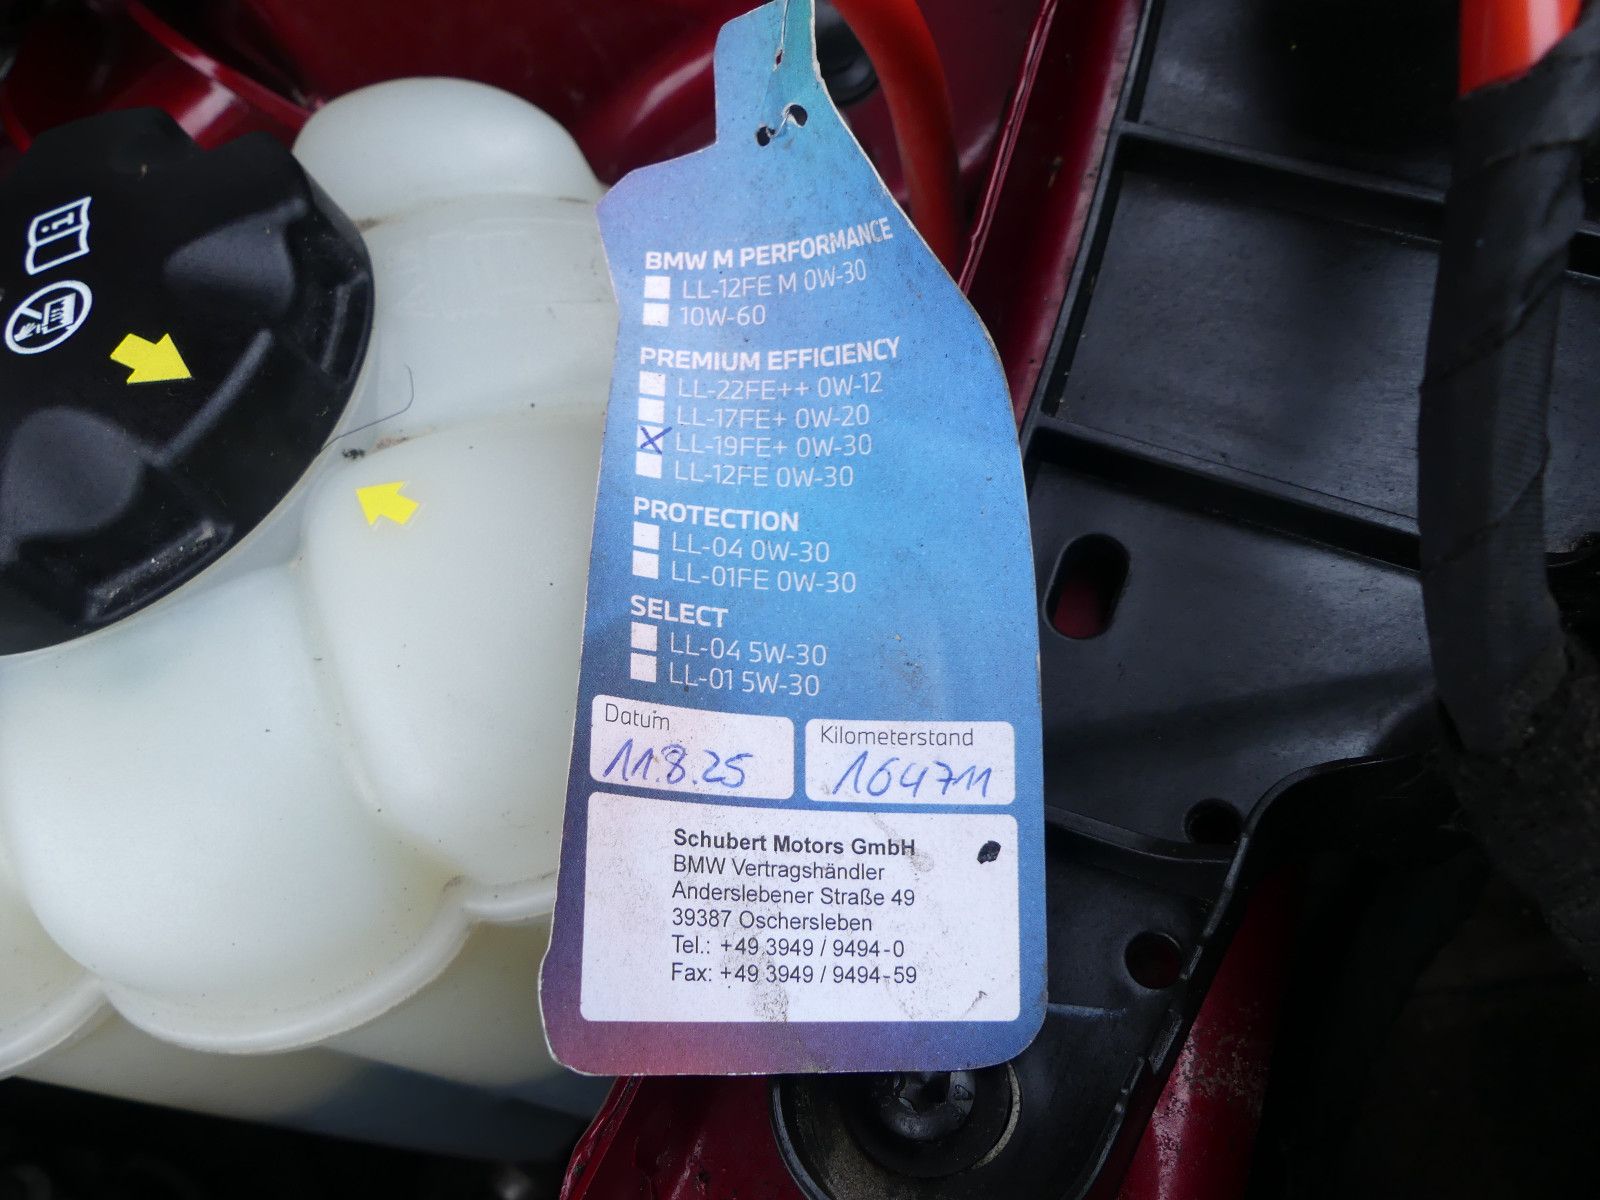 BMW M PERFORMANCE
LL-12FE M 0W-30
10W-60
PREMIUM EFFICIENCY
LL-22FE++ 0W-12
LL-17FE+ 0W-20
X LL-19FE+ 0W-30
LL-12FE 0W-30
PROTECTION
LL-04 0W-30
LL-01FE 0W-30
SELECT
LL-04 5W-30
LL-01 5W-30
Datum
11.8.25
Kilometerstand
164711
Schubert Motors GmbH
BMW Vertragshändler
Anderslebener Straße 49
39387 Oschersleben
Tel.: +49 3949 / 9494-0
Fax: +49 3949 / 9494-59